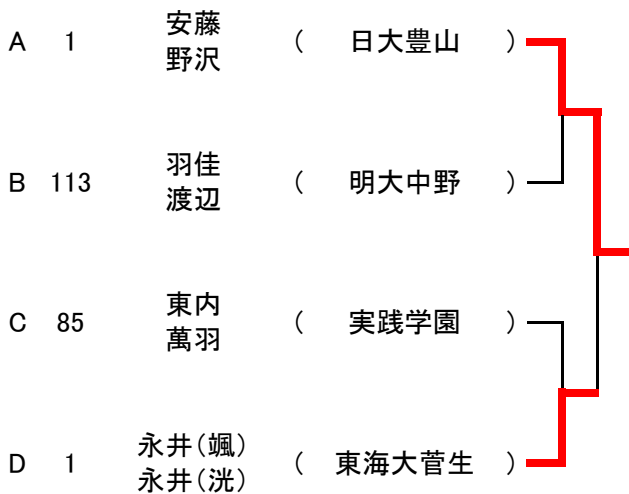 安藤
A 1 ( 日大豊山 )
野沢
羽佳
B 113 ( 明大中野 )
渡辺
東内
C 85 ( 実践学園 )
萬羽
永井(颯)
D 1 ( 東海大菅生 )
永井(洸)